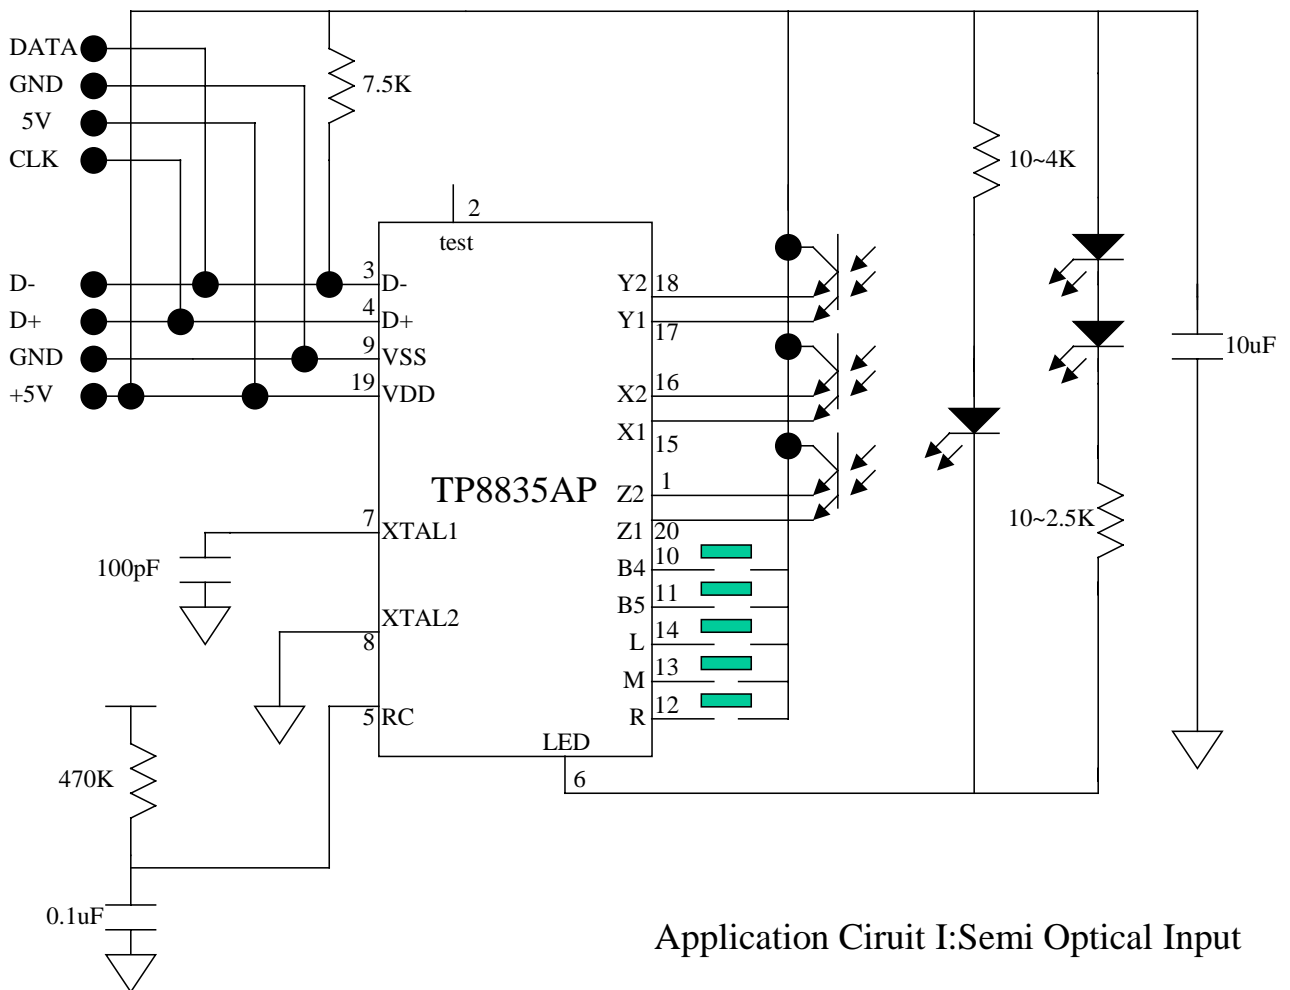 DATA
GND
5V
CLK
7.5K
10~4K
2
test
D-
3
D-
D+
4
D+
GND
9
VSS
+5V
19
VDD
Y2 18
Y1
17
X2 16
X1
15
Z2 1
Z1 20
10uF
TP8835AP
10~2.5K
7
XTAL1
100pF
XTAL2
8
B4 10
B5 11
L 14
M 13
R 12
5 RC
LED
6
470K
0.1uF
Application Ciruit I:Semi Optical Input